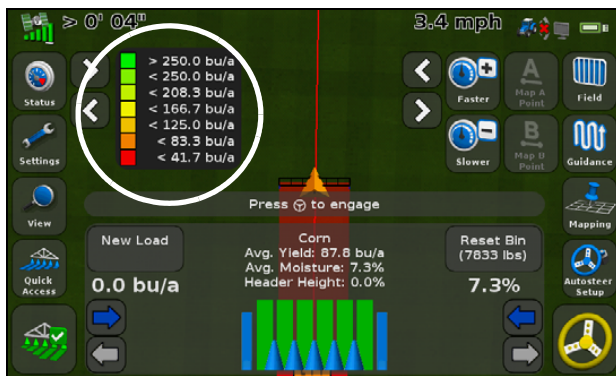 > 0' 04"
3.4 mph
Status
> 250.0 bu/a
< 250.0 bu/a
< 208.3 bu/a
< 166.7 bu/a
< 125.0 bu/a
< 83.3 bu/a
< 41.7 bu/a
Faster
A
Map A
Point
Field
Settings
Slower
B
Map B
Point
Guidance
View
Press to engage
Mapping
Quick
Access
New Load
0.0 bu/a
Corn
Avg. Yield: 87.8 bu/a
Avg. Moisture: 7.3%
Header Height: 0.0%
Reset Bin
(7833 lbs)
7.3%
Autosteer
Setup